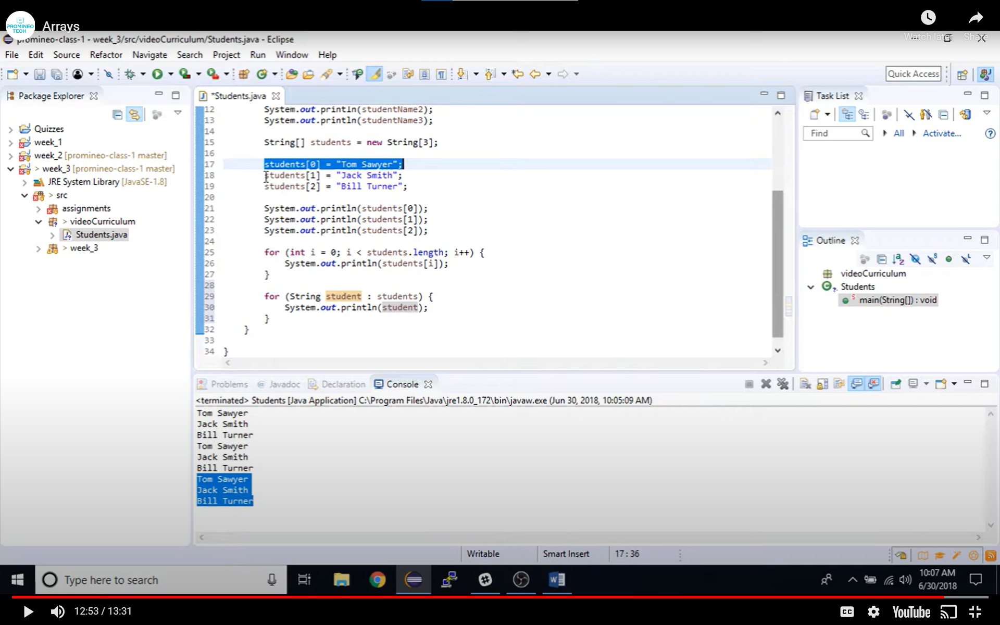 PROMINEO TECH
Arrays
Watch later
Share
promineo-class-1 - week_3/src/videoCurriculum/Students.java - Eclipse
File Edit Source Refactor Navigate Search Project Run Window Help
Quick Access
Package Explorer
Quizzes
week_1
week_2 [promineo-class-1 master]
> week_3 [promineo-class-1 master]
JRE System Library [JavaSE-1.8]
> src
assignments
> videoCurriculum
Students.java
> week_3
*Students.java
12 System.out.println(studentName2);
13 System.out.println(studentName3);
14
15 String[] students = new String[3];
16
17 students[0] = "Tom Sawyer";
18 students[1] = "Jack Smith";
19 students[2] = "Bill Turner";
20
21 System.out.println(students[0]);
22 System.out.println(students[1]);
23 System.out.println(students[2]);
24
25 for (int i = 0; i < students.length; i++) {
26 System.out.println(students[i]);
27 }
28
29 for (String student : students) {
30 System.out.println(student);
31 }
32 }
33
34 }
Task List
Find All Activate...
Outline
videoCurriculum
Students
main(String[]) : void
Problems @ Javadoc Declaration Console
<terminated> Students [Java Application] C:\Program Files\Java\jre1.8.0_172\bin\javaw.exe (Jun 30, 2018, 10:05:09 AM)
Tom Sawyer
Jack Smith
Bill Turner
Tom Sawyer
Jack Smith
Bill Turner
Tom Sawyer
Jack Smith
Bill Turner
Writable Smart Insert 17 : 36
Type here to search
10:07 AM
6/30/2018
12:53 / 13:31
CC
YouTube